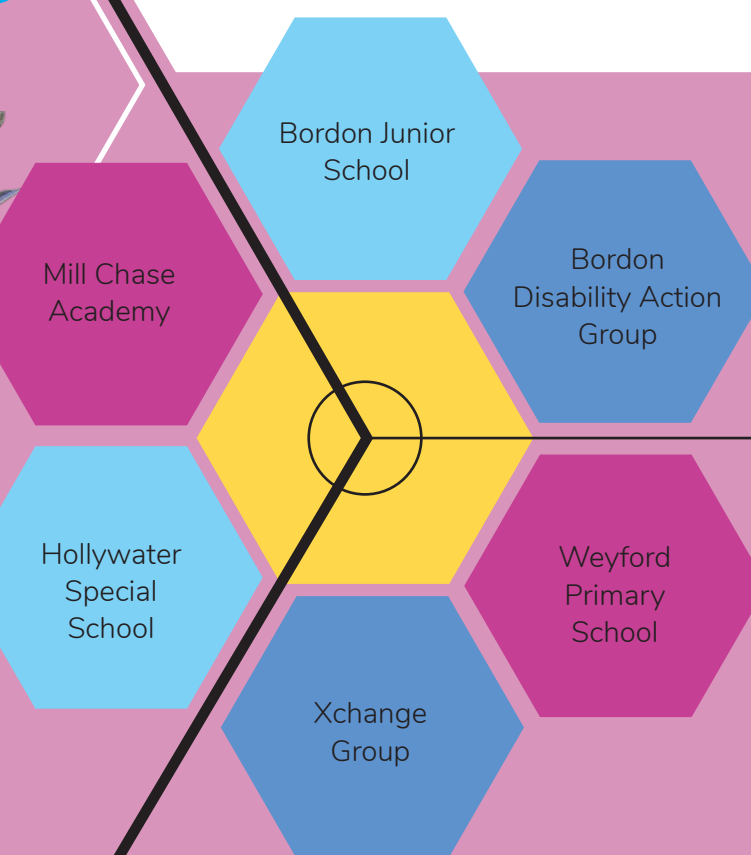 Bordon Junior
School
Bordon
Disability Action
Group
Mill Chase
Academy
Hollywater
Special
School
Weyford
Primary
School
Xchange
Group